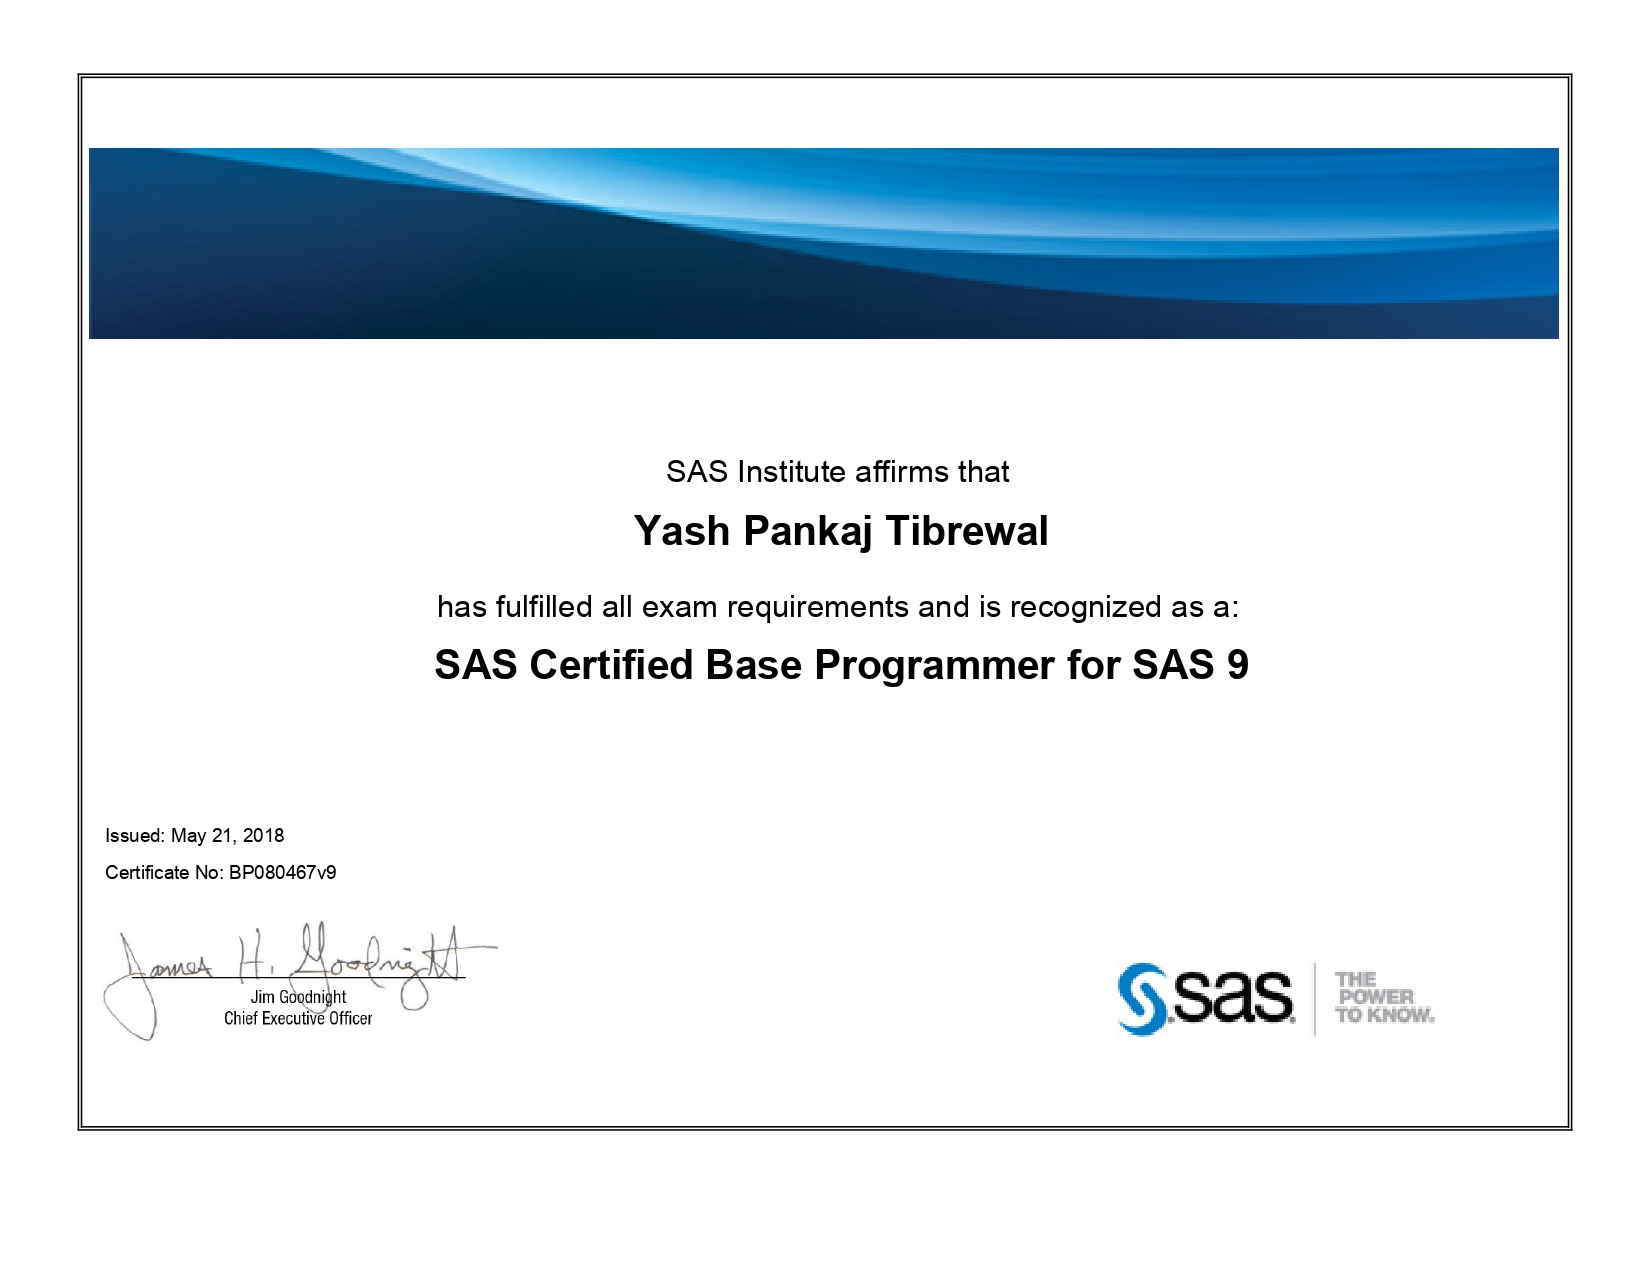 SAS Institute affirms that
Yash Pankaj Tibrewal
has fulfilled all exam requirements and is recognized as a:
SAS Certified Base Programmer for SAS 9
Issued: May 21, 2018
Certificate No: BP080467v9
James H. Goodnight
Jim Goodnight
Chief Executive Officer
sas
THE
POWER
TO KNOW.